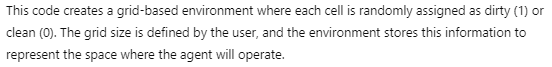 This code creates a grid-based environment where each cell is randomly assigned as dirty (1) or
clean (0). The grid size is defined by the user, and the environment stores this information to
represent the space where the agent will operate.